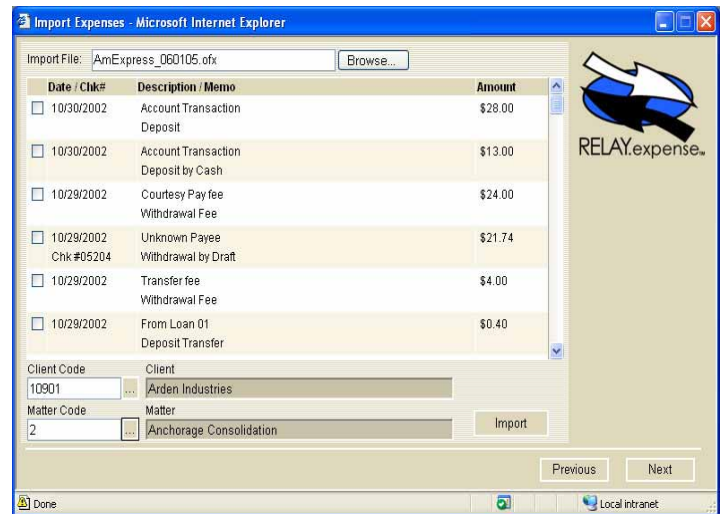 Import Expenses - Microsoft Internet Explorer
Import File: AmExpress_060105.ofx Browse...
Date / Chk# Description / Memo Amount
10/30/2002 Account Transaction $28.00
Deposit
10/30/2002 Account Transaction $13.00
Deposit by Cash
10/29/2002 Courtesy Pay fee $24.00
Withdrawal Fee
10/29/2002 Unknown Payee $21.74
Chk #05204 Withdrawal by Draft
10/29/2002 Transfer fee $4.00
Withdrawal Fee
10/29/2002 From Loan 01 $0.40
Deposit Transfer
RELAY.expense
Client Code Client
10901 ... Arden Industries
Matter Code Matter
2 ... Anchorage Consolidation
Import
Previous Next
Done Local intranet